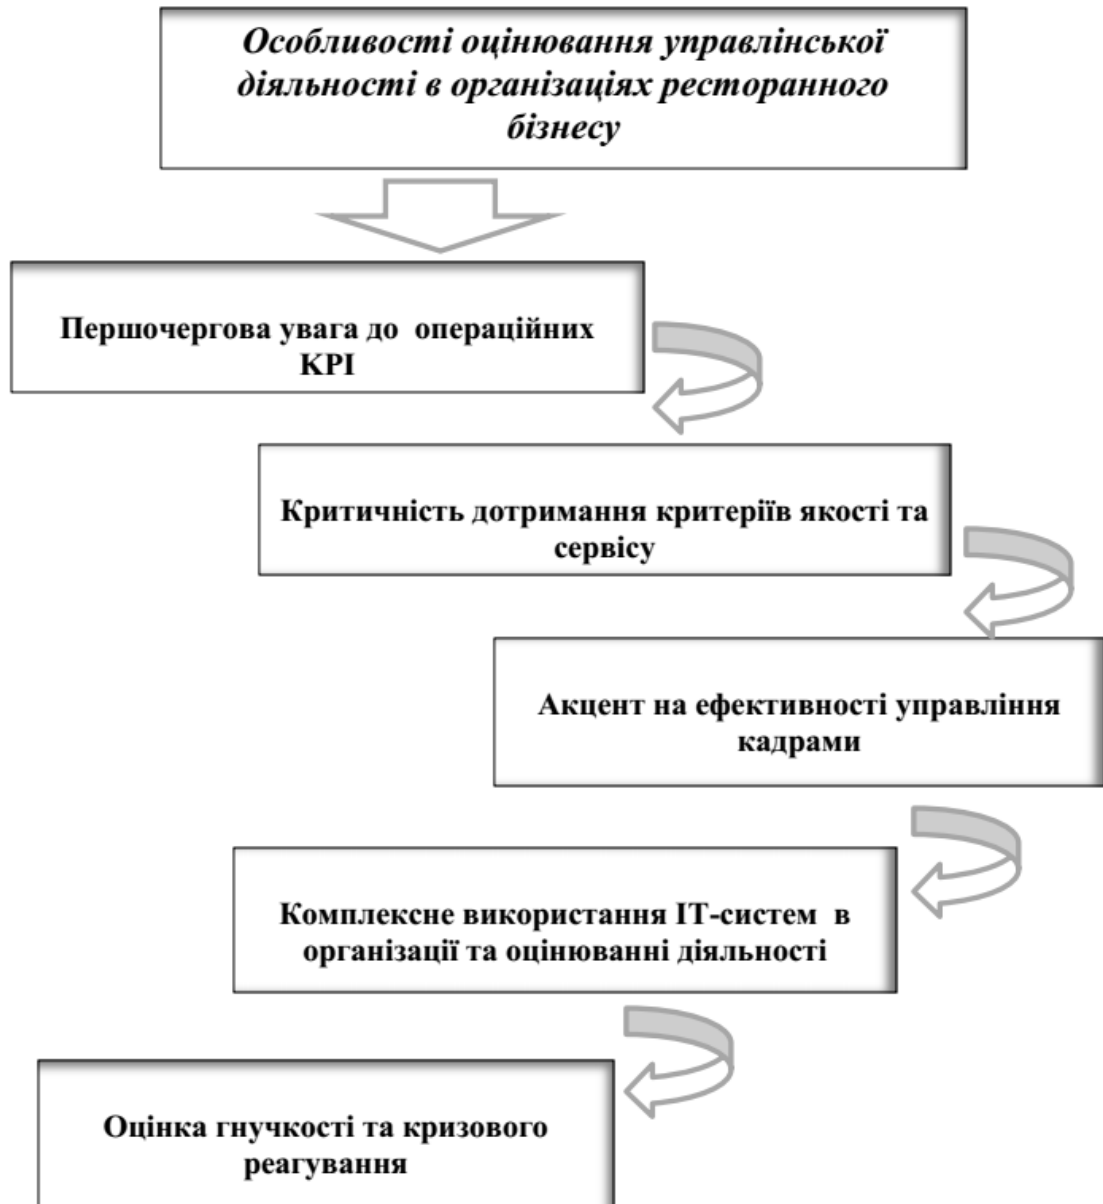 Особливості оцінювання управлінської
діяльності в організаціях ресторанного
бізнесу
Першочергова увага до операційних
KPI
Критичність дотримання критеріїв якості та
сервісу
Акцент на ефективності управління
кадрами
Комплексне використання ІТ-систем в
організації та оцінюванні діяльності
Оцінка гнучкості та кризового
реагування